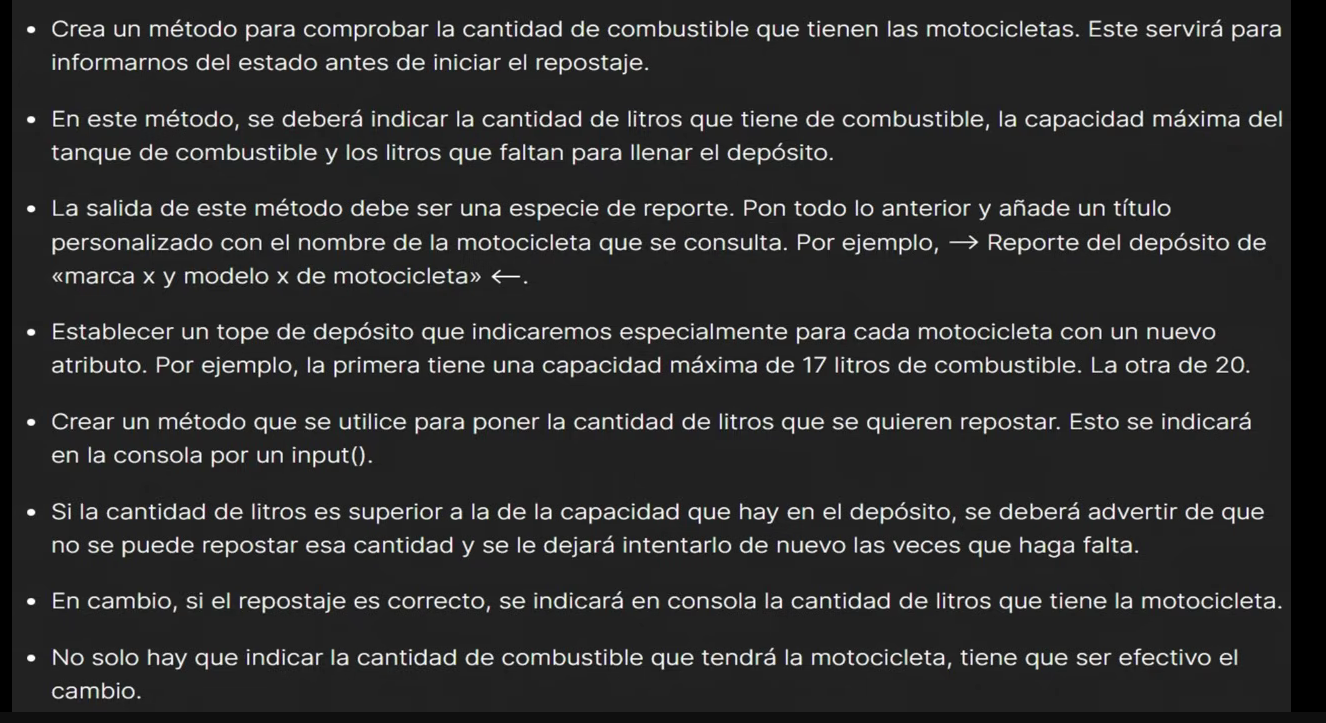 • Crea un método para comprobar la cantidad de combustible que tienen las motocicletas. Este servirá para
informarnos del estado antes de iniciar el repostaje.
• En este método, se deberá indicar la cantidad de litros que tiene de combustible, la capacidad máxima del
tanque de combustible y los litros que faltan para llenar el depósito.
• La salida de este método debe ser una especie de reporte. Pon todo lo anterior y añade un título
personalizado con el nombre de la motocicleta que se consulta. Por ejemplo, —> Reporte del depósito de
«marca x y modelo x de motocicleta» <—.
• Establecer un tope de depósito que indicaremos especialmente para cada motocicleta con un nuevo
atributo. Por ejemplo, la primera tiene una capacidad máxima de 17 litros de combustible. La otra de 20.
• Crear un método que se utilice para poner la cantidad de litros que se quieren repostar. Esto se indicará
en la consola por un input().
• Si la cantidad de litros es superior a la de la capacidad que hay en el depósito, se deberá advertir de que
no se puede repostar esa cantidad y se le dejará intentarlo de nuevo las veces que haga falta.
• En cambio, si el repostaje es correcto, se indicará en consola la cantidad de litros que tiene la motocicleta.
• No solo hay que indicar la cantidad de combustible que tendrá la motocicleta, tiene que ser efectivo el
cambio.